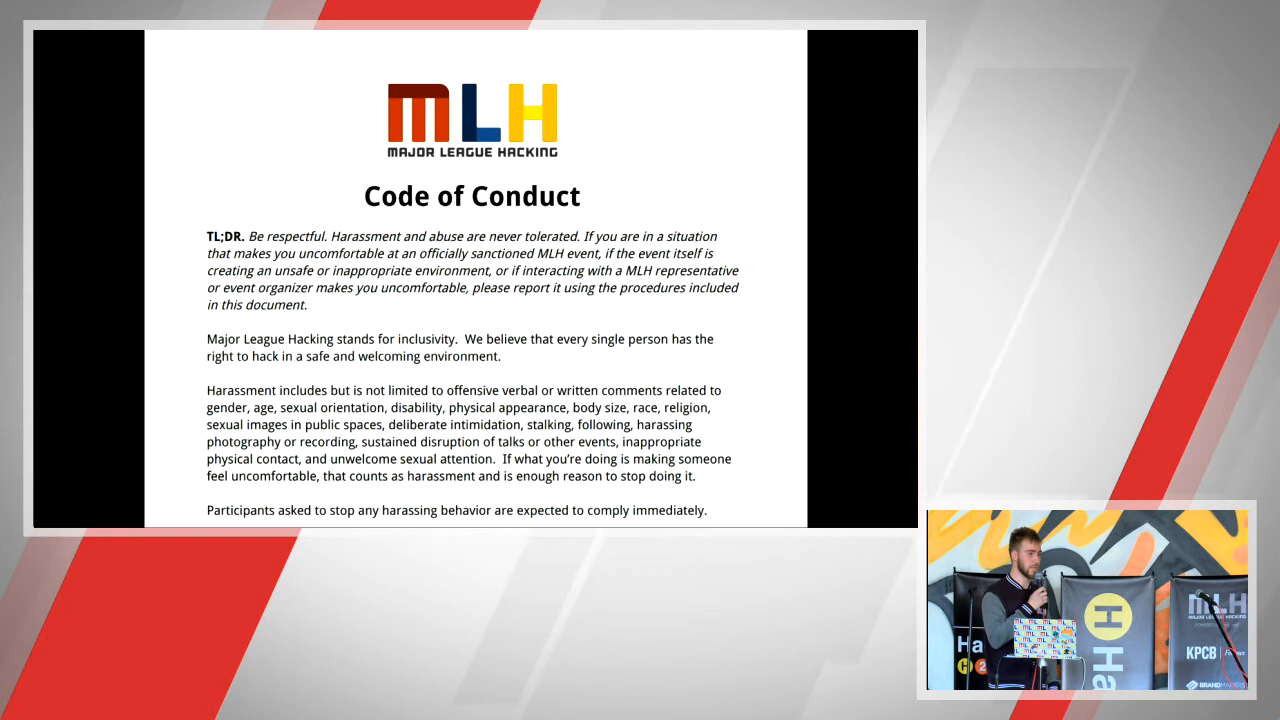 MLH
MAJOR LEAGUE HACKING
Code of Conduct
TL;DR. Be respectful. Harassment and abuse are never tolerated. If you are in a situation
that makes you uncomfortable at an officially sanctioned MLH event, if the event itself is
creating an unsafe or inappropriate environment, or if interacting with a MLH representative
or event organizer makes you uncomfortable, please report it using the procedures included
in this document.
Major League Hacking stands for inclusivity.  We believe that every single person has the
right to hack in a safe and welcoming environment.
Harassment includes but is not limited to offensive verbal or written comments related to
gender, age, sexual orientation, disability, physical appearance, body size, race, religion,
sexual images in public spaces, deliberate intimidation, stalking, following, harassing
photography or recording, sustained disruption of talks or other events, inappropriate
physical contact, and unwelcome sexual attention.  If what you’re doing is making someone
feel uncomfortable, that counts as harassment and is enough reason to stop doing it.
Participants asked to stop any harassing behavior are expected to comply immediately.
Ha
H 2
H Ha
MLH
MAJOR LEAGUE HACKING
KPCB